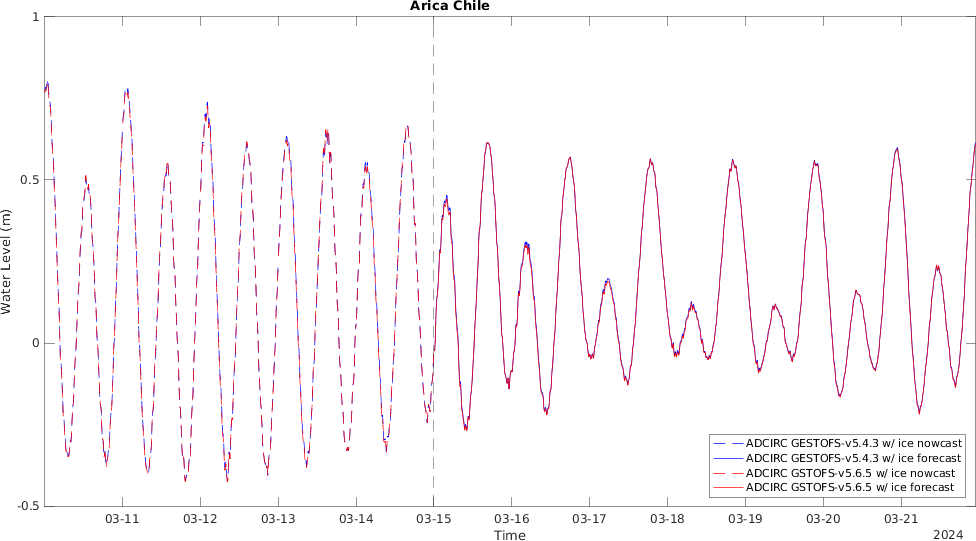 Arica Chile
1
0.5
0
-0.5
Water Level (m)
ADCIRC GESTOFS-v5.4.3 w/ ice nowcast
ADCIRC GESTOFS-v5.4.3 w/ ice forecast
ADCIRC GSTOFS-v5.6.5 w/ ice nowcast
ADCIRC GSTOFS-v5.6.5 w/ ice forecast
03-11 03-12 03-13 03-14 03-15 03-16 03-17 03-18 03-19 03-20 03-21
Time
2024